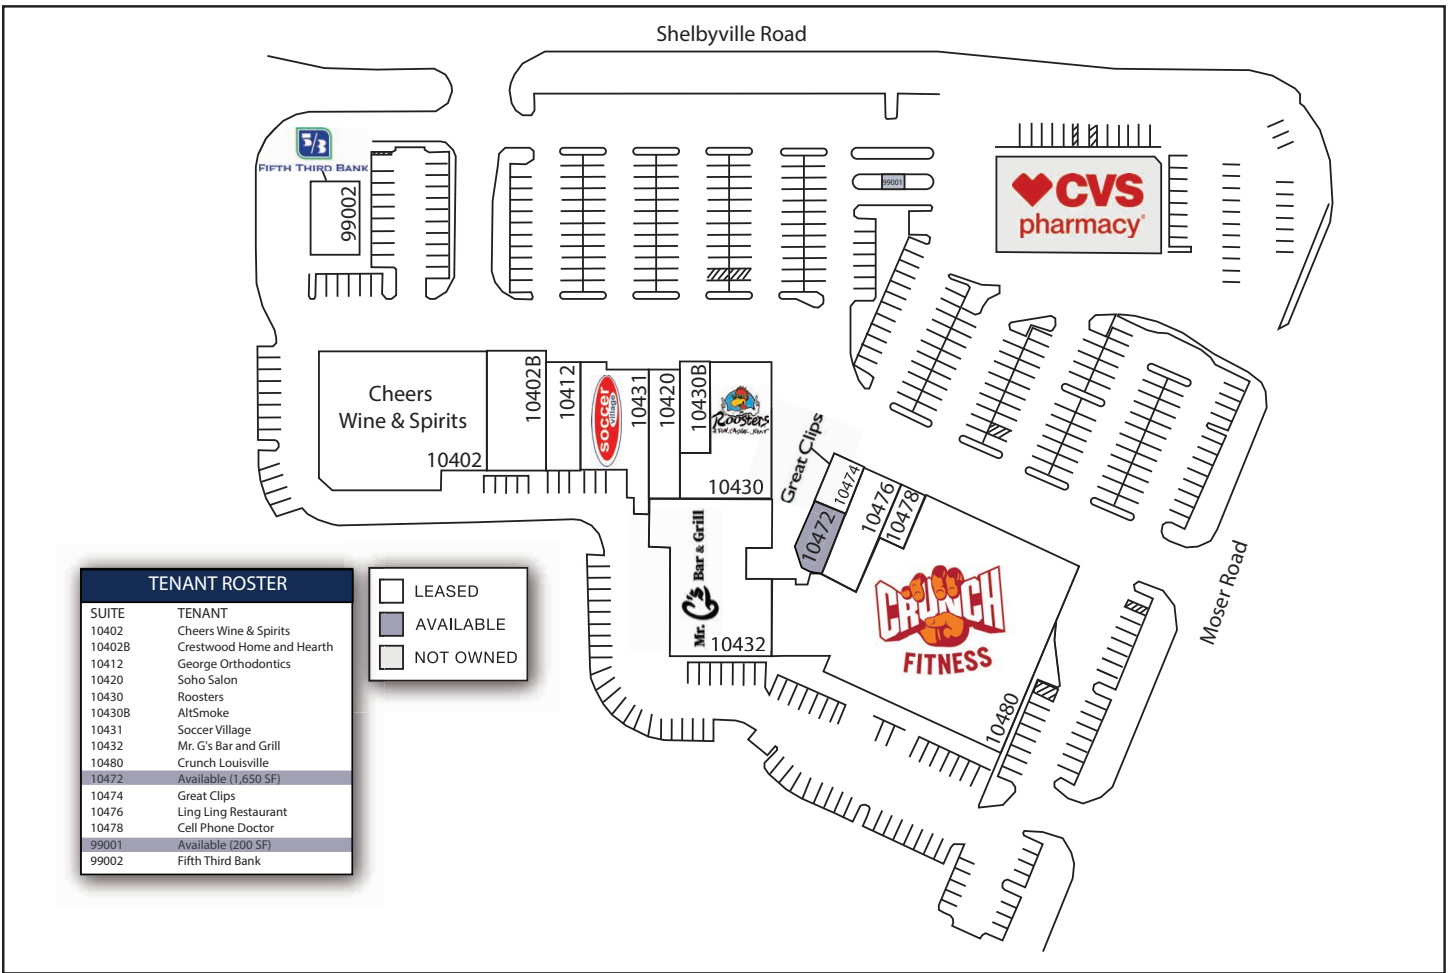 Shelbyville Road
5/3
FIFTH THIRD BANK
99002
99001
CVS
pharmacy
Cheers
Wine & Spirits
10402
10402B
10412
soccer
village
10431
10420
10430B
Roosters
10430
Great Clips
10474
10472
10476
10478
Mr. G's Bar & Grill
10432
CRUNCH
FITNESS
10480
Moser Road
TENANT ROSTER
SUITE TENANT
10402 Cheers Wine & Spirits
10402B Crestwood Home and Hearth
10412 George Orthodontics
10420 Soho Salon
10430 Roosters
10430B AltSmoke
10431 Soccer Village
10432 Mr. G's Bar and Grill
10480 Crunch Louisville
10472 Available (1,650 SF)
10474 Great Clips
10476 Ling Ling Restaurant
10478 Cell Phone Doctor
99001 Available (200 SF)
99002 Fifth Third Bank
LEASED
AVAILABLE
NOT OWNED